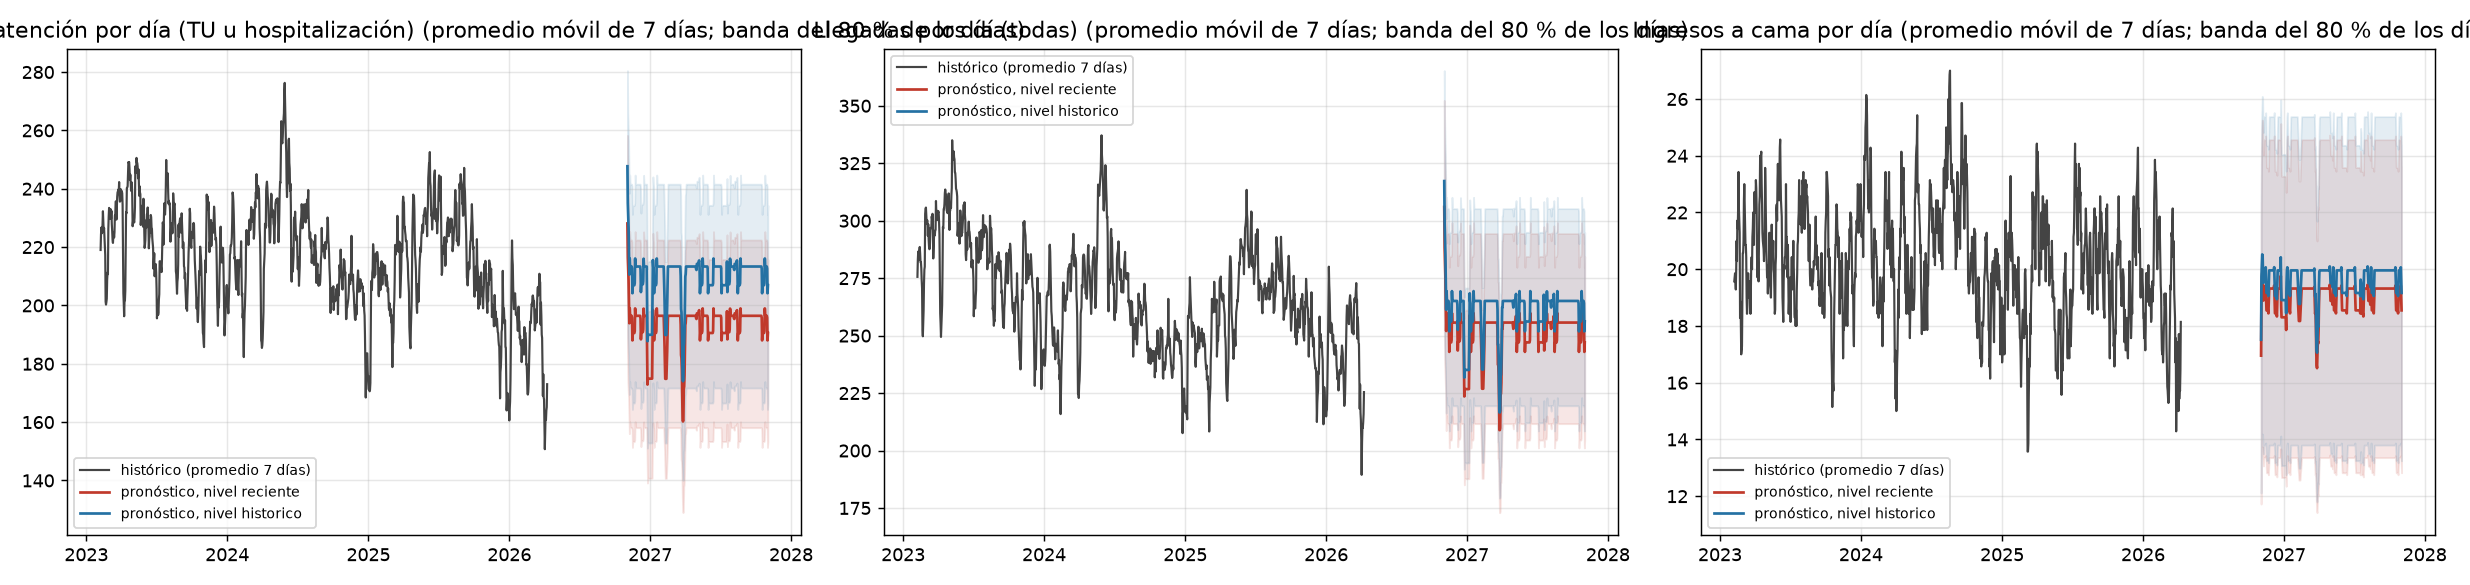 atención por día (TU u hospitalización) (promedio móvil de 7 días; banda del 80 % de los días)
Llegadas por día (todas) (promedio móvil de 7 días; banda del 80 % de los días)
Ingresos a cama por día (promedio móvil de 7 días; banda del 80 % de los dí
280
260
240
220
200
180
160
140
histórico (promedio 7 días)
pronóstico, nivel reciente
pronóstico, nivel historico
2023 2024 2025 2026 2027 2028
350
325
300
275
250
225
200
175
histórico (promedio 7 días)
pronóstico, nivel reciente
pronóstico, nivel historico
2023 2024 2025 2026 2027 2028
26
24
22
20
18
16
14
12
histórico (promedio 7 días)
pronóstico, nivel reciente
pronóstico, nivel historico
2023 2024 2025 2026 2027 2028